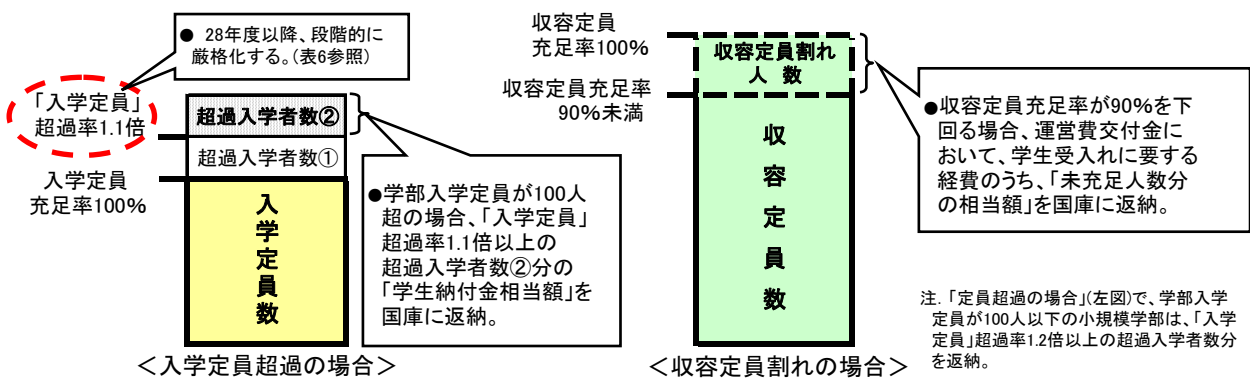 ● 28年度以降、段階的に
厳格化する。(表6参照)
「入学定員」
超過率1.1倍
入学定員
充足率100%
超過入学者数②
超過入学者数①
入学定員数
●学部入学定員が100人
超の場合、「入学定員」
超過率1.1倍以上の
超過入学者数②分の
「学生納付金相当額」を
国庫に返納。
＜入学定員超過の場合＞
収容定員
充足率100%
収容定員充足率
90%未満
収容定員割れ
人 数
収容定員数
●収容定員充足率が90%を下
回る場合、運営費交付金に
おいて、学生受入れに要する
経費のうち、「未充足人数分
の相当額」を国庫に返納。
＜収容定員割れの場合＞
注．「定員超過の場合」(左図)で、学部入学
定員が100人以下の小規模学部は、「入学
定員」超過率1.2倍以上の超過入学者数分
を返納。